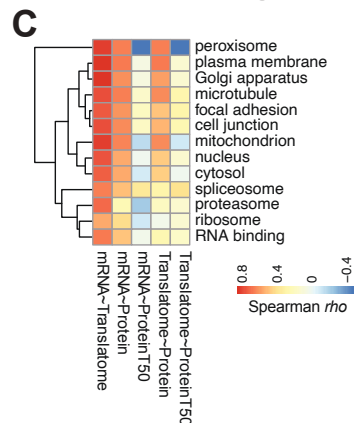 C
peroxisome
plasma membrane
Golgi apparatus
microtubule
focal adhesion
cell junction
mitochondrion
nucleus
cytosol
spliceosome
proteasome
ribosome
RNA binding
mRNA~Translatome
mRNA~Protein
mRNA~ProteinT50
Translatome~Protein
Translatome~ProteinT50
0.8
0.4
0
−0.4
Spearman rho